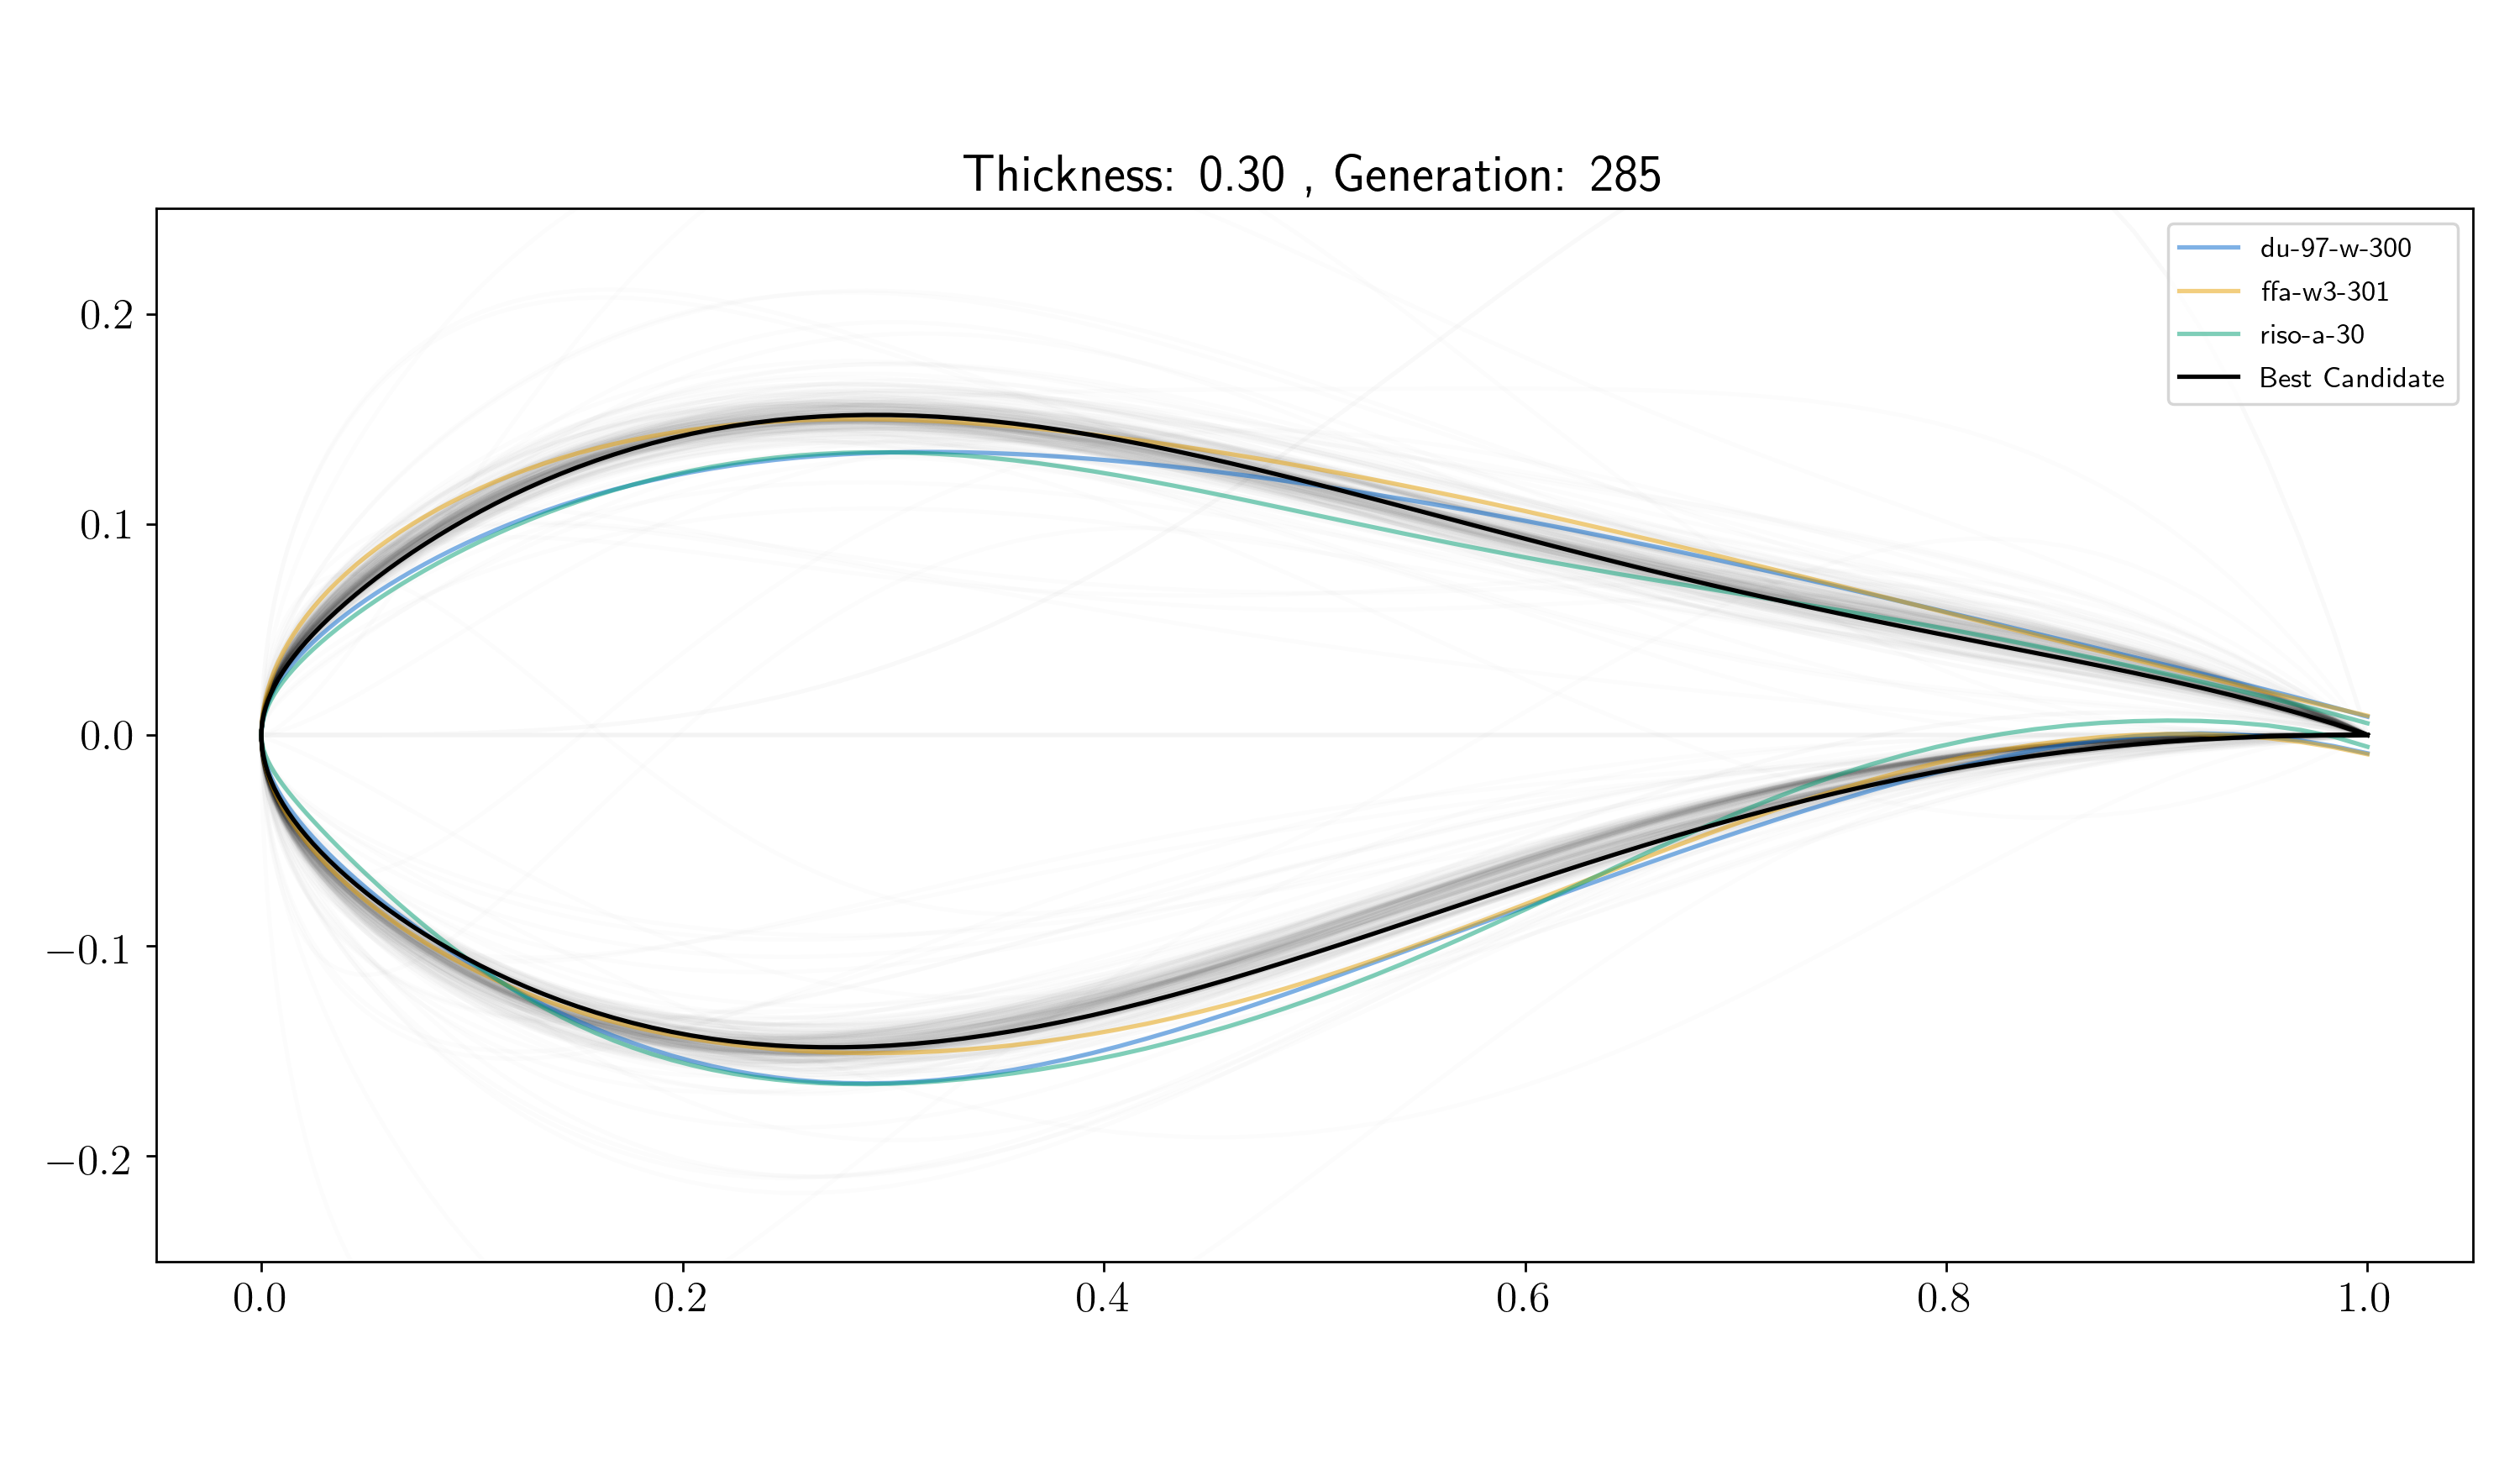 Thickness: 0.30 , Generation: 285
du-97-w-300
ffa-w3-301
riso-a-30
Best Candidate
0.2
0.1
0.0
−0.1
−0.2
0.0 0.2 0.4 0.6 0.8 1.0